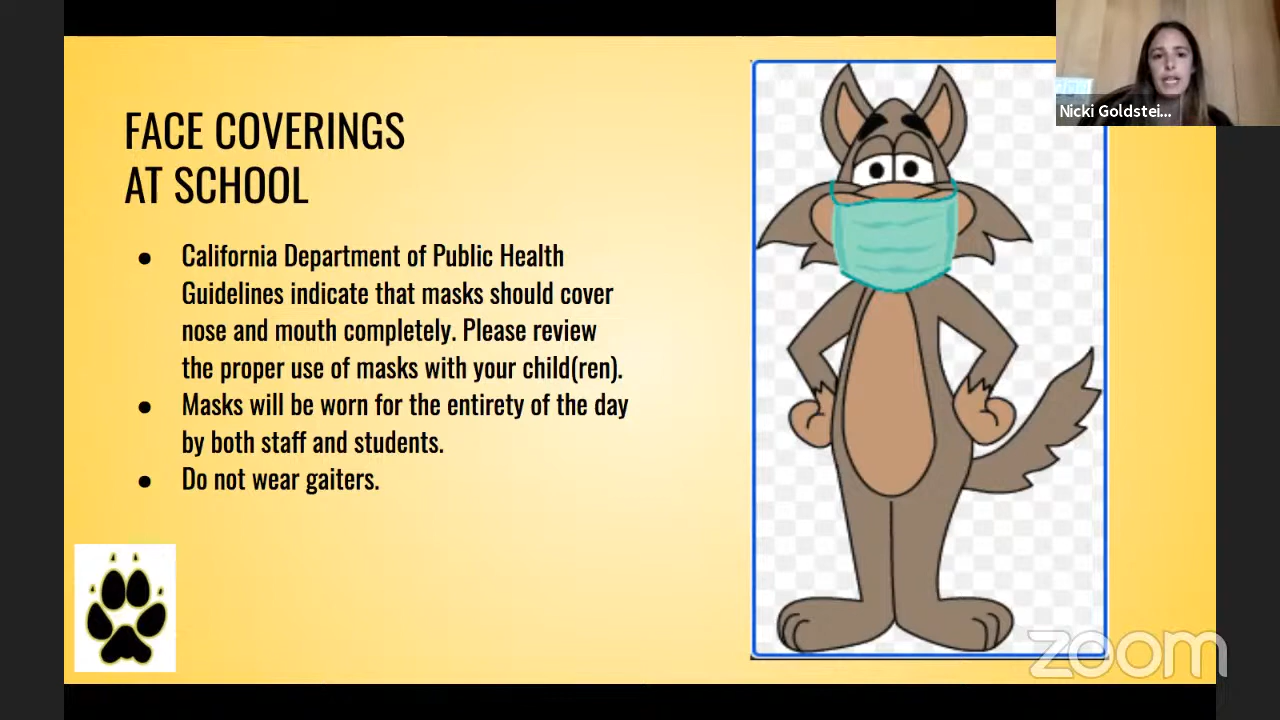 Nicki Goldstei...
FACE COVERINGS
AT SCHOOL
● California Department of Public Health
Guidelines indicate that masks should cover
nose and mouth completely. Please review
the proper use of masks with your child(ren).
● Masks will be worn for the entirety of the day
by both staff and students.
● Do not wear gaiters.
zoom